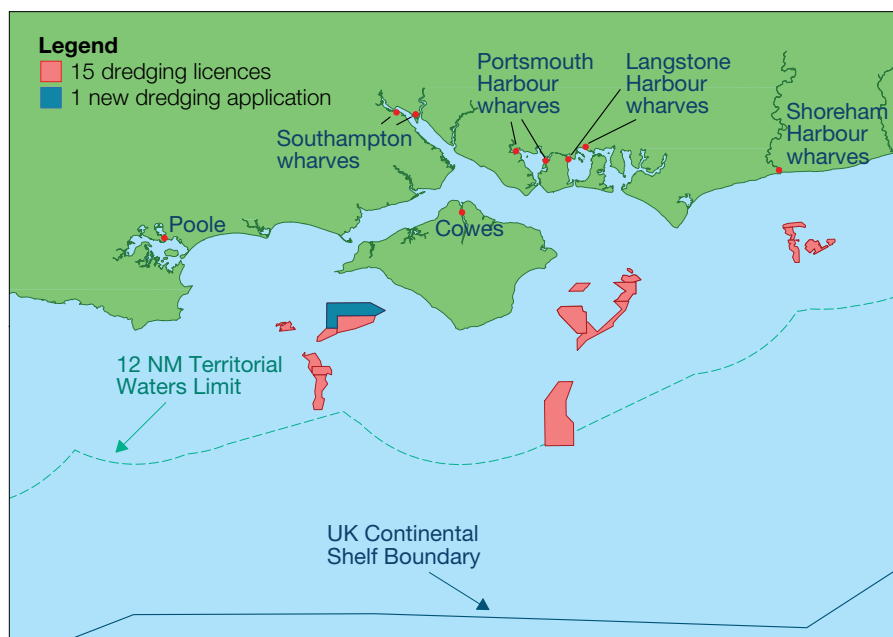 Legend
15 dredging licences
1 new dredging application
Southampton
wharves
Portsmouth
Harbour
wharves
Langstone
Harbour
wharves
Shoreham
Harbour
wharves
Poole
Cowes
12 NM Territorial
Waters Limit
UK Continental
Shelf Boundary